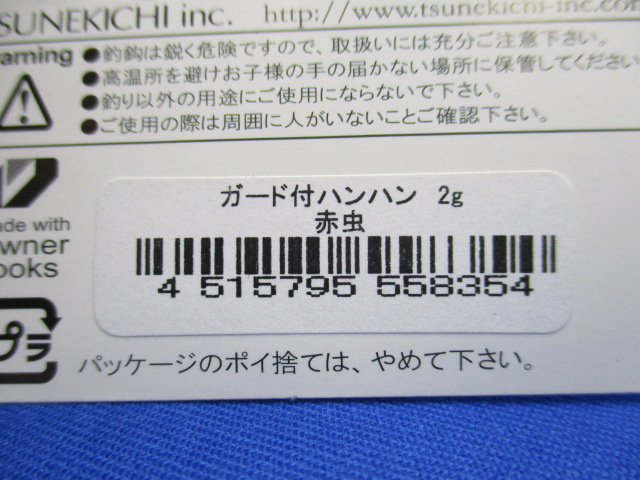 SUNEKICHI inc. http://www.tsunekichi-inc.com
arning
●釣鈎は鋭く危険ですので、取扱いには充分ご注意下さい。
●高温所を避けお子様の手の届かない場所に保管してください
●釣り以外の用途にご使用にならないで下さい。
●ご使用の際は周囲に人がいないことご確認下さい。
ade with
owner
ooks
プラ
ガード付ハンハン 2g
赤虫
4 515795 558354
パッケージのポイ捨ては、やめて下さい。